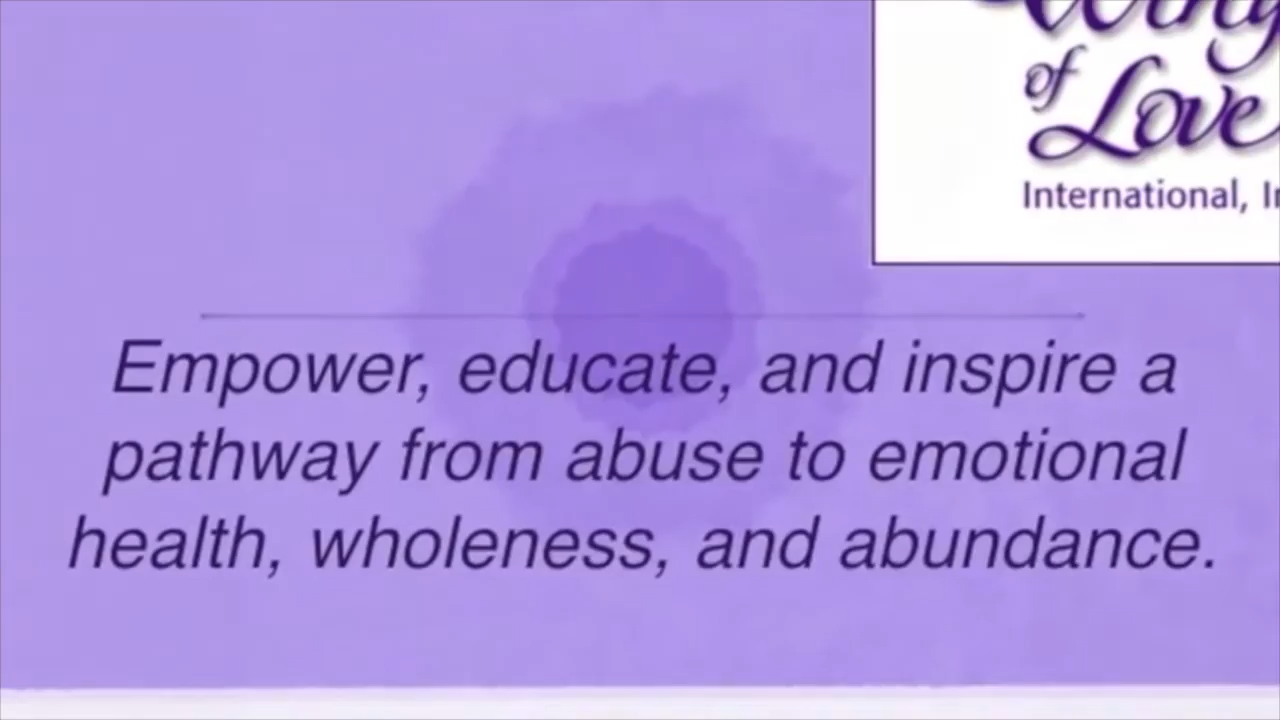 of Love
International,
Empower, educate, and inspire a
pathway from abuse to emotional
health, wholeness, and abundance.